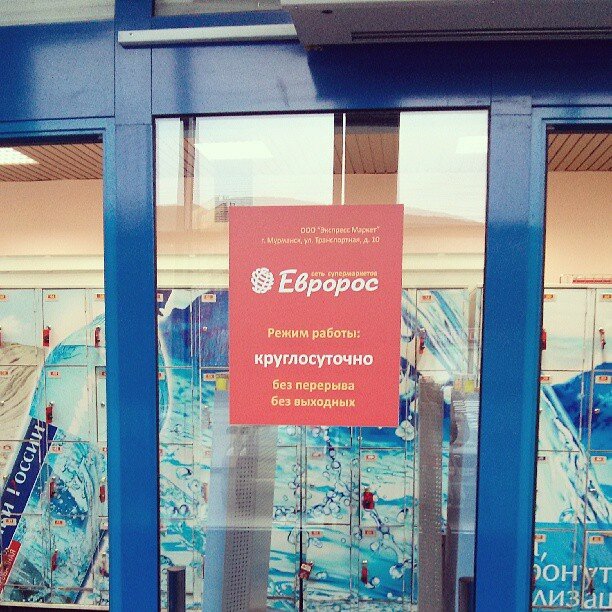 ООО "Экспресс Маркет"
г. Мурманск, ул. Транспортная, д. 10
сеть супермаркетов
Евророс
Режим работы:
круглосуточно
без перерыва
без выходных